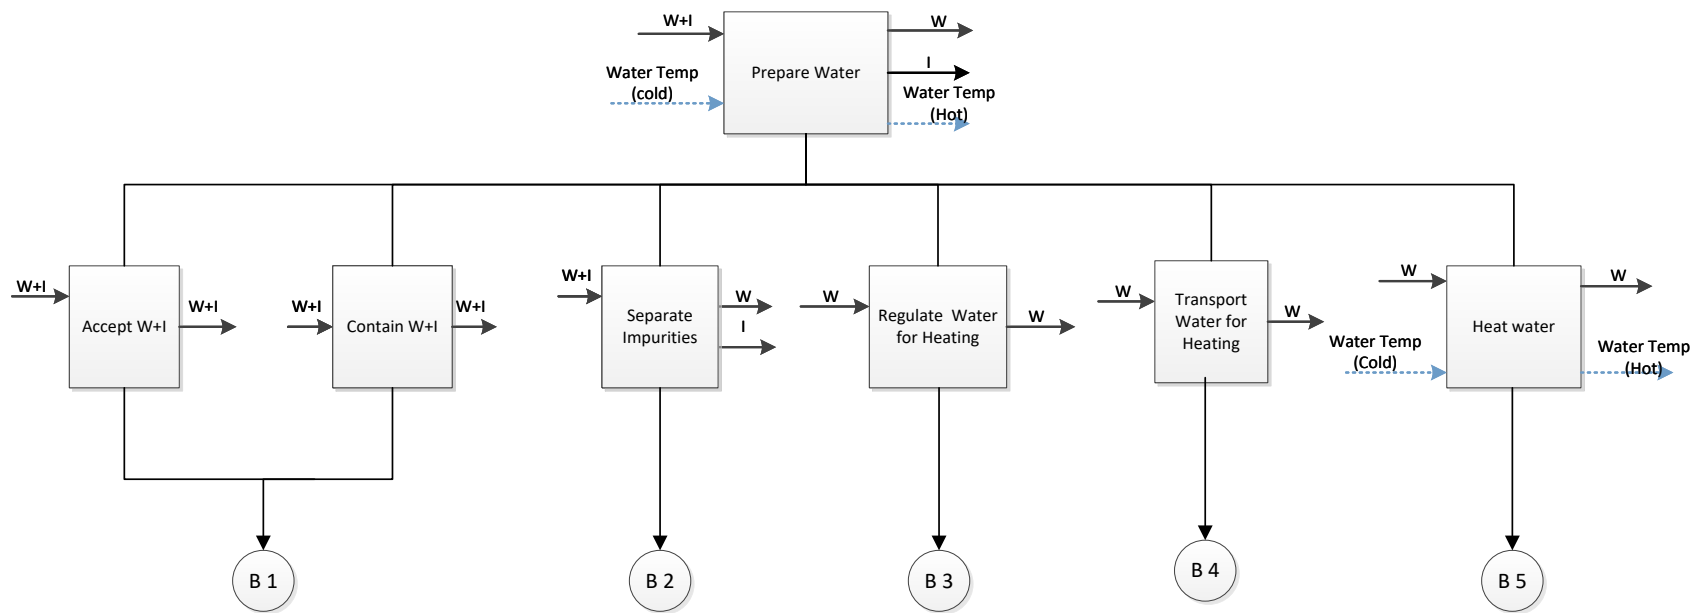 W+I
W
Prepare Water
I
Water Temp
(cold)
Water Temp
(Hot)
W+I
W+I
Accept W+I
W+I
W+I
Contain W+I
W+I
W
I
Separate
Impurities
W
W
Regulate Water
for Heating
W
W
Transport
Water for
Heating
W
W
Heat water
Water Temp
(Cold)
Water Temp
(Hot)
B 1
B 2
B 3
B 4
B 5